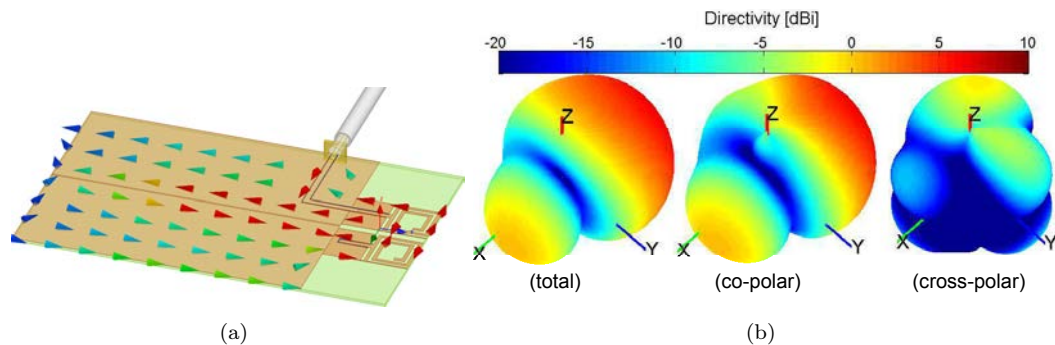 Directivity [dBi]
-20 -15 -10 -5 0 5 10
Z Z Z
X Y X Y X Y
(total) (co-polar) (cross-polar)
(a) (b)